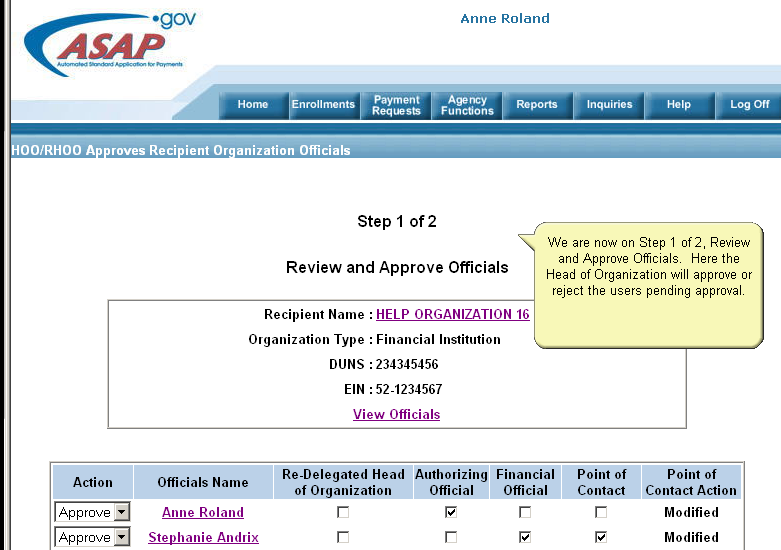 .gov
Anne Roland
ASAP
Automated Standard Application for Payments
Home Enrollments Payment Requests Agency Functions Reports Inquiries Help Log Off
HOO/RHOO Approves Recipient Organization Officials
Step 1 of 2
Review and Approve Officials
We are now on Step 1 of 2, Review
and Approve Officials. Here the
Head of Organization will approve or
reject the users pending approval.
Recipient Name : HELP ORGANIZATION 16
Organization Type : Financial Institution
DUNS : 234345456
EIN : 52-1234567
View Officials
Action Officials Name Re-Delegated Head of Organization Authorizing Official Financial Official Point of Contact Point of Contact Action
Approve Anne Roland Modified
Approve Stephanie Andrix Modified